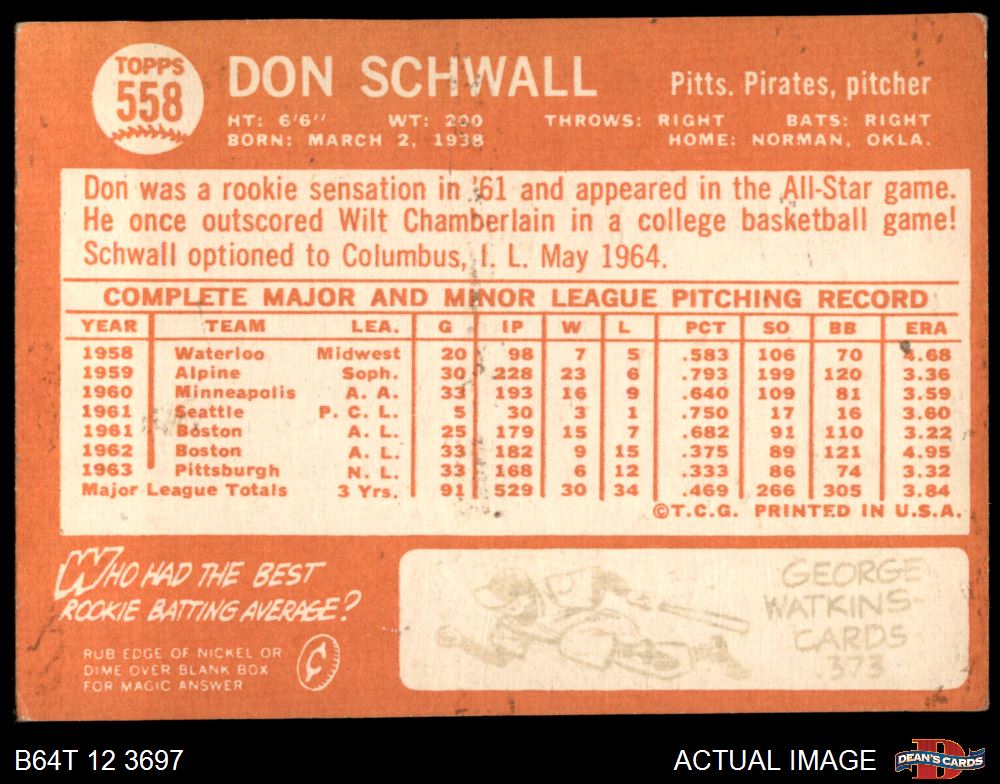 TOPPS
558
DON SCHWALL
Pitts. Pirates, pitcher
HT: 6'6" WT: 200 THROWS: RIGHT BATS: RIGHT
BORN: MARCH 2, 1938 HOME: NORMAN, OKLA.
Don was a rookie sensation in '61 and appeared in the All-Star game.
He once outscored Wilt Chamberlain in a college basketball game!
Schwall optioned to Columbus, I. L. May 1964.
COMPLETE MAJOR AND MINOR LEAGUE PITCHING RECORD
YEAR TEAM LEA. G IP W L PCT SO BB ERA
1958 Waterloo Midwest 20 98 7 5 .583 106 70 4.68
1959 Alpine Soph. 30 228 23 6 .793 199 120 3.36
1960 Minneapolis A. A. 33 193 16 9 .640 109 81 3.59
1961 Seattle P. C. L. 5 30 3 1 .750 17 16 3.60
1961 Boston A. L. 25 179 15 7 .682 91 110 3.22
1962 Boston A. L. 33 182 9 15 .375 89 121 4.95
1963 Pittsburgh N. L. 33 168 6 12 .333 86 74 3.32
Major League Totals 3 Yrs. 91 529 30 34 .469 266 305 3.84
©T.C.G. PRINTED IN U.S.A.
WHO HAD THE BEST
ROOKIE BATTING AVERAGE?
RUB EDGE OF NICKEL OR
DIME OVER BLANK BOX
FOR MAGIC ANSWER
GEORGE
WATKINS-
CARDS
.373
B64T 12 3697
ACTUAL IMAGE
DEAN'S CARDS